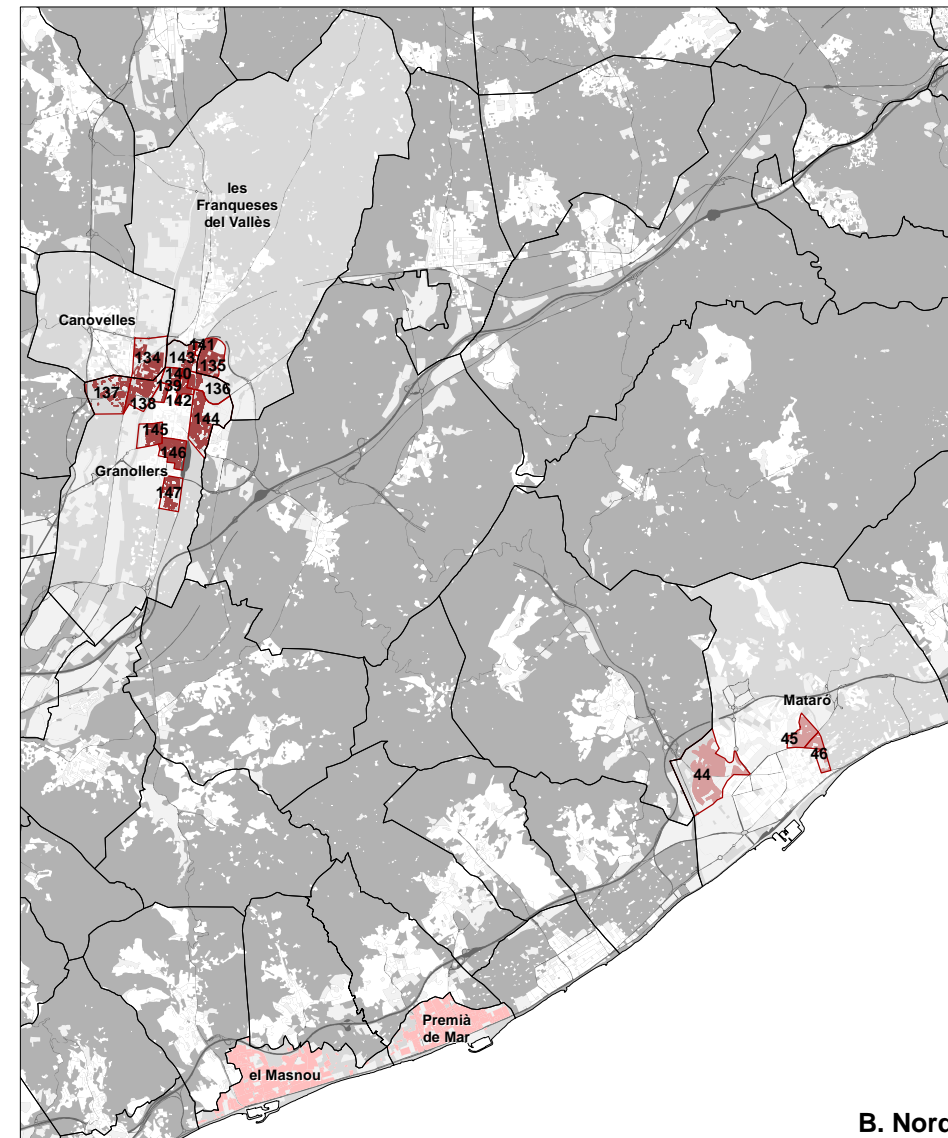 les
Franqueses
del Vallès
Canovelles
141
134
143
135
140
139
136
137
138
142
144
145
146
Granollers
147
Mataró
45
46
44
Premià
de Mar
el Masnou
B. Nord